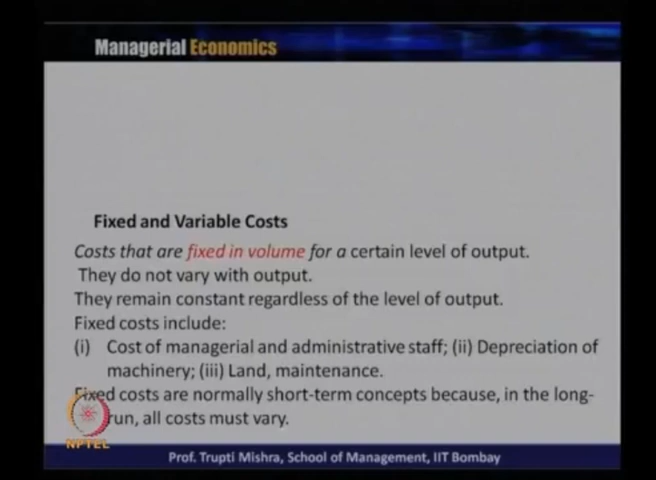 Managerial Economics
Fixed and Variable Costs
Costs that are fixed in volume for a certain level of output.
They do not vary with output.
They remain constant regardless of the level of output.
Fixed costs include:
(i) Cost of managerial and administrative staff; (ii) Depreciation of
machinery; (iii) Land, maintenance.
Fixed costs are normally short-term concepts because, in the long-
run, all costs must vary.
NPTEL
Prof. Trupti Mishra, School of Management, IIT Bombay